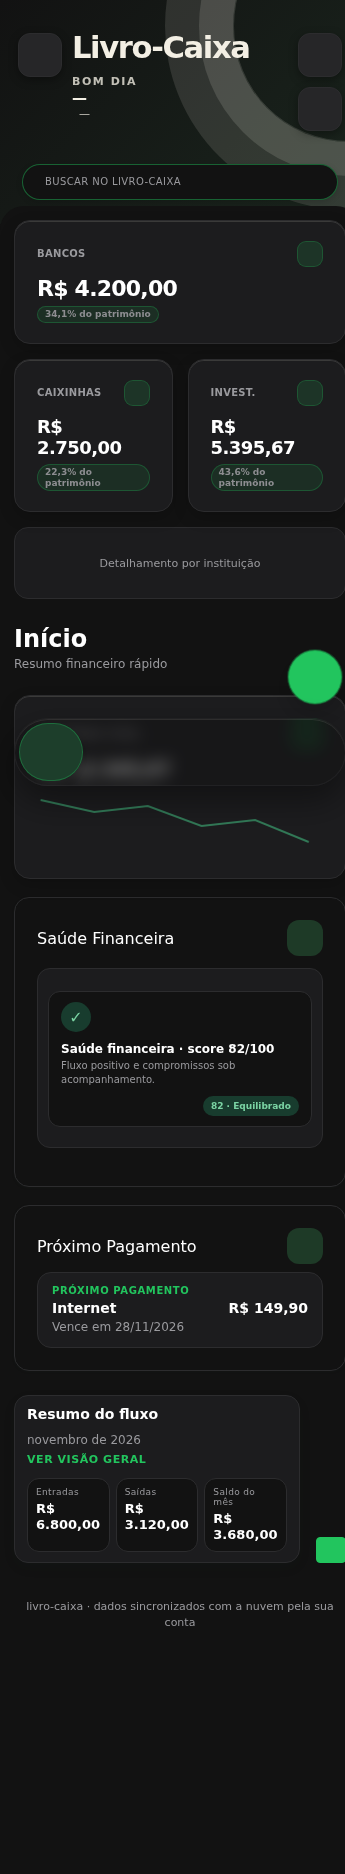 Livro-Caixa
BOM DIA
—
—
BUSCAR NO LIVRO-CAIXA
BANCOS
R$ 4.200,00
34,1% do patrimônio
CAIXINHAS
R$
2.750,00
22,3% do
patrimônio
INVEST.
R$
5.395,67
43,6% do
patrimônio
Detalhamento por instituição
Início
Resumo financeiro rápido
Saúde Financeira
✓
Saúde financeira · score 82/100
Fluxo positivo e compromissos sob
acompanhamento.
82 · Equilibrado
Próximo Pagamento
PRÓXIMO PAGAMENTO
Internet R$ 149,90
Vence em 28/11/2026
Resumo do fluxo
novembro de 2026
VER VISÃO GERAL
Entradas
R$
6.800,00
Saídas
R$
3.120,00
Saldo do
mês
R$
3.680,00
livro-caixa · dados sincronizados com a nuvem pela sua
conta